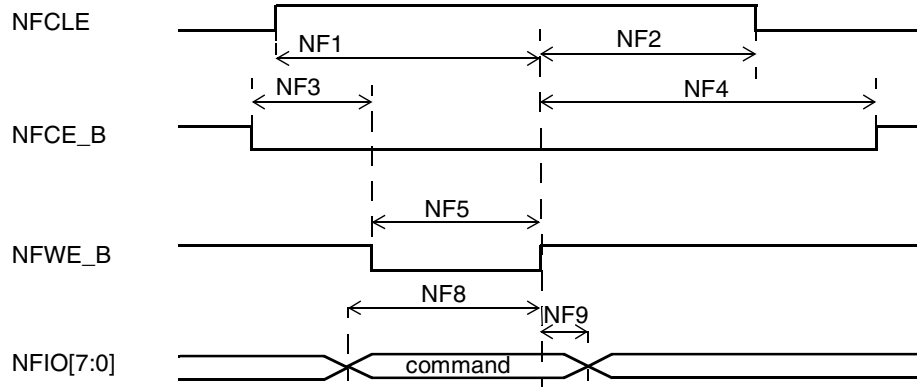 NFCLE
NF1
NF2
NF3
NF4
NFCE_B
NF5
NFWE_B
NF8
NF9
NFIO[7:0]
command